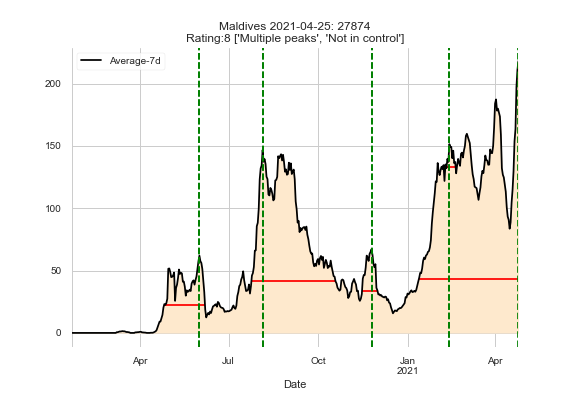 Maldives 2021-04-25: 27874
Rating:8 ['Multiple peaks', 'Not in control']
Average-7d
200
150
100
50
0
Apr
Jul
Oct
Jan
2021
Apr
Date